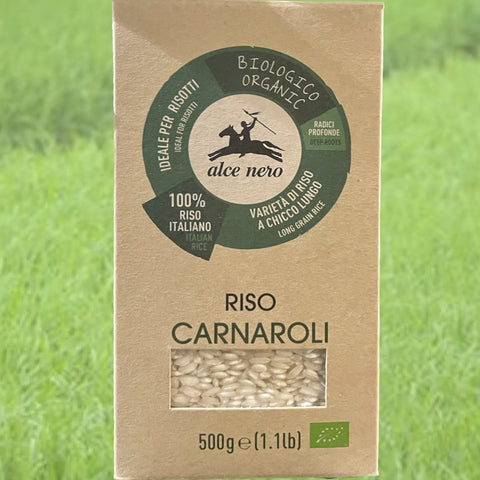 BIOLOGICO
ORGANIC
IDEALE PER RISOTTI
IDEAL FOR RISOTTI
RADICI
PROFONDE
DEEP ROOTS
alce nero
100%
RISO
ITALIANO
ITALIAN
RICE
VARIETÀ DI RISO
A CHICCO LUNGO
LONG GRAIN RICE
RISO
CARNAROLI
500g e (1.1lb)